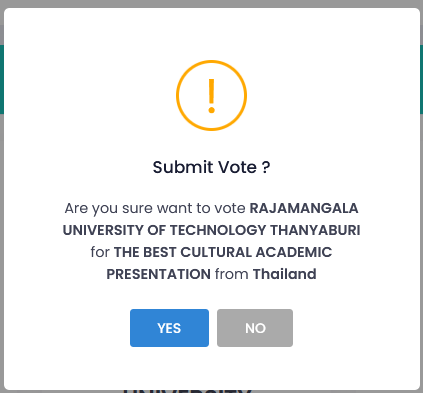 !
Submit Vote ?
Are you sure want to vote RAJAMANGALA
UNIVERSITY OF TECHNOLOGY THANYABURI
for THE BEST CULTURAL ACADEMIC
PRESENTATION from Thailand
YES NO
UNIVERSITY